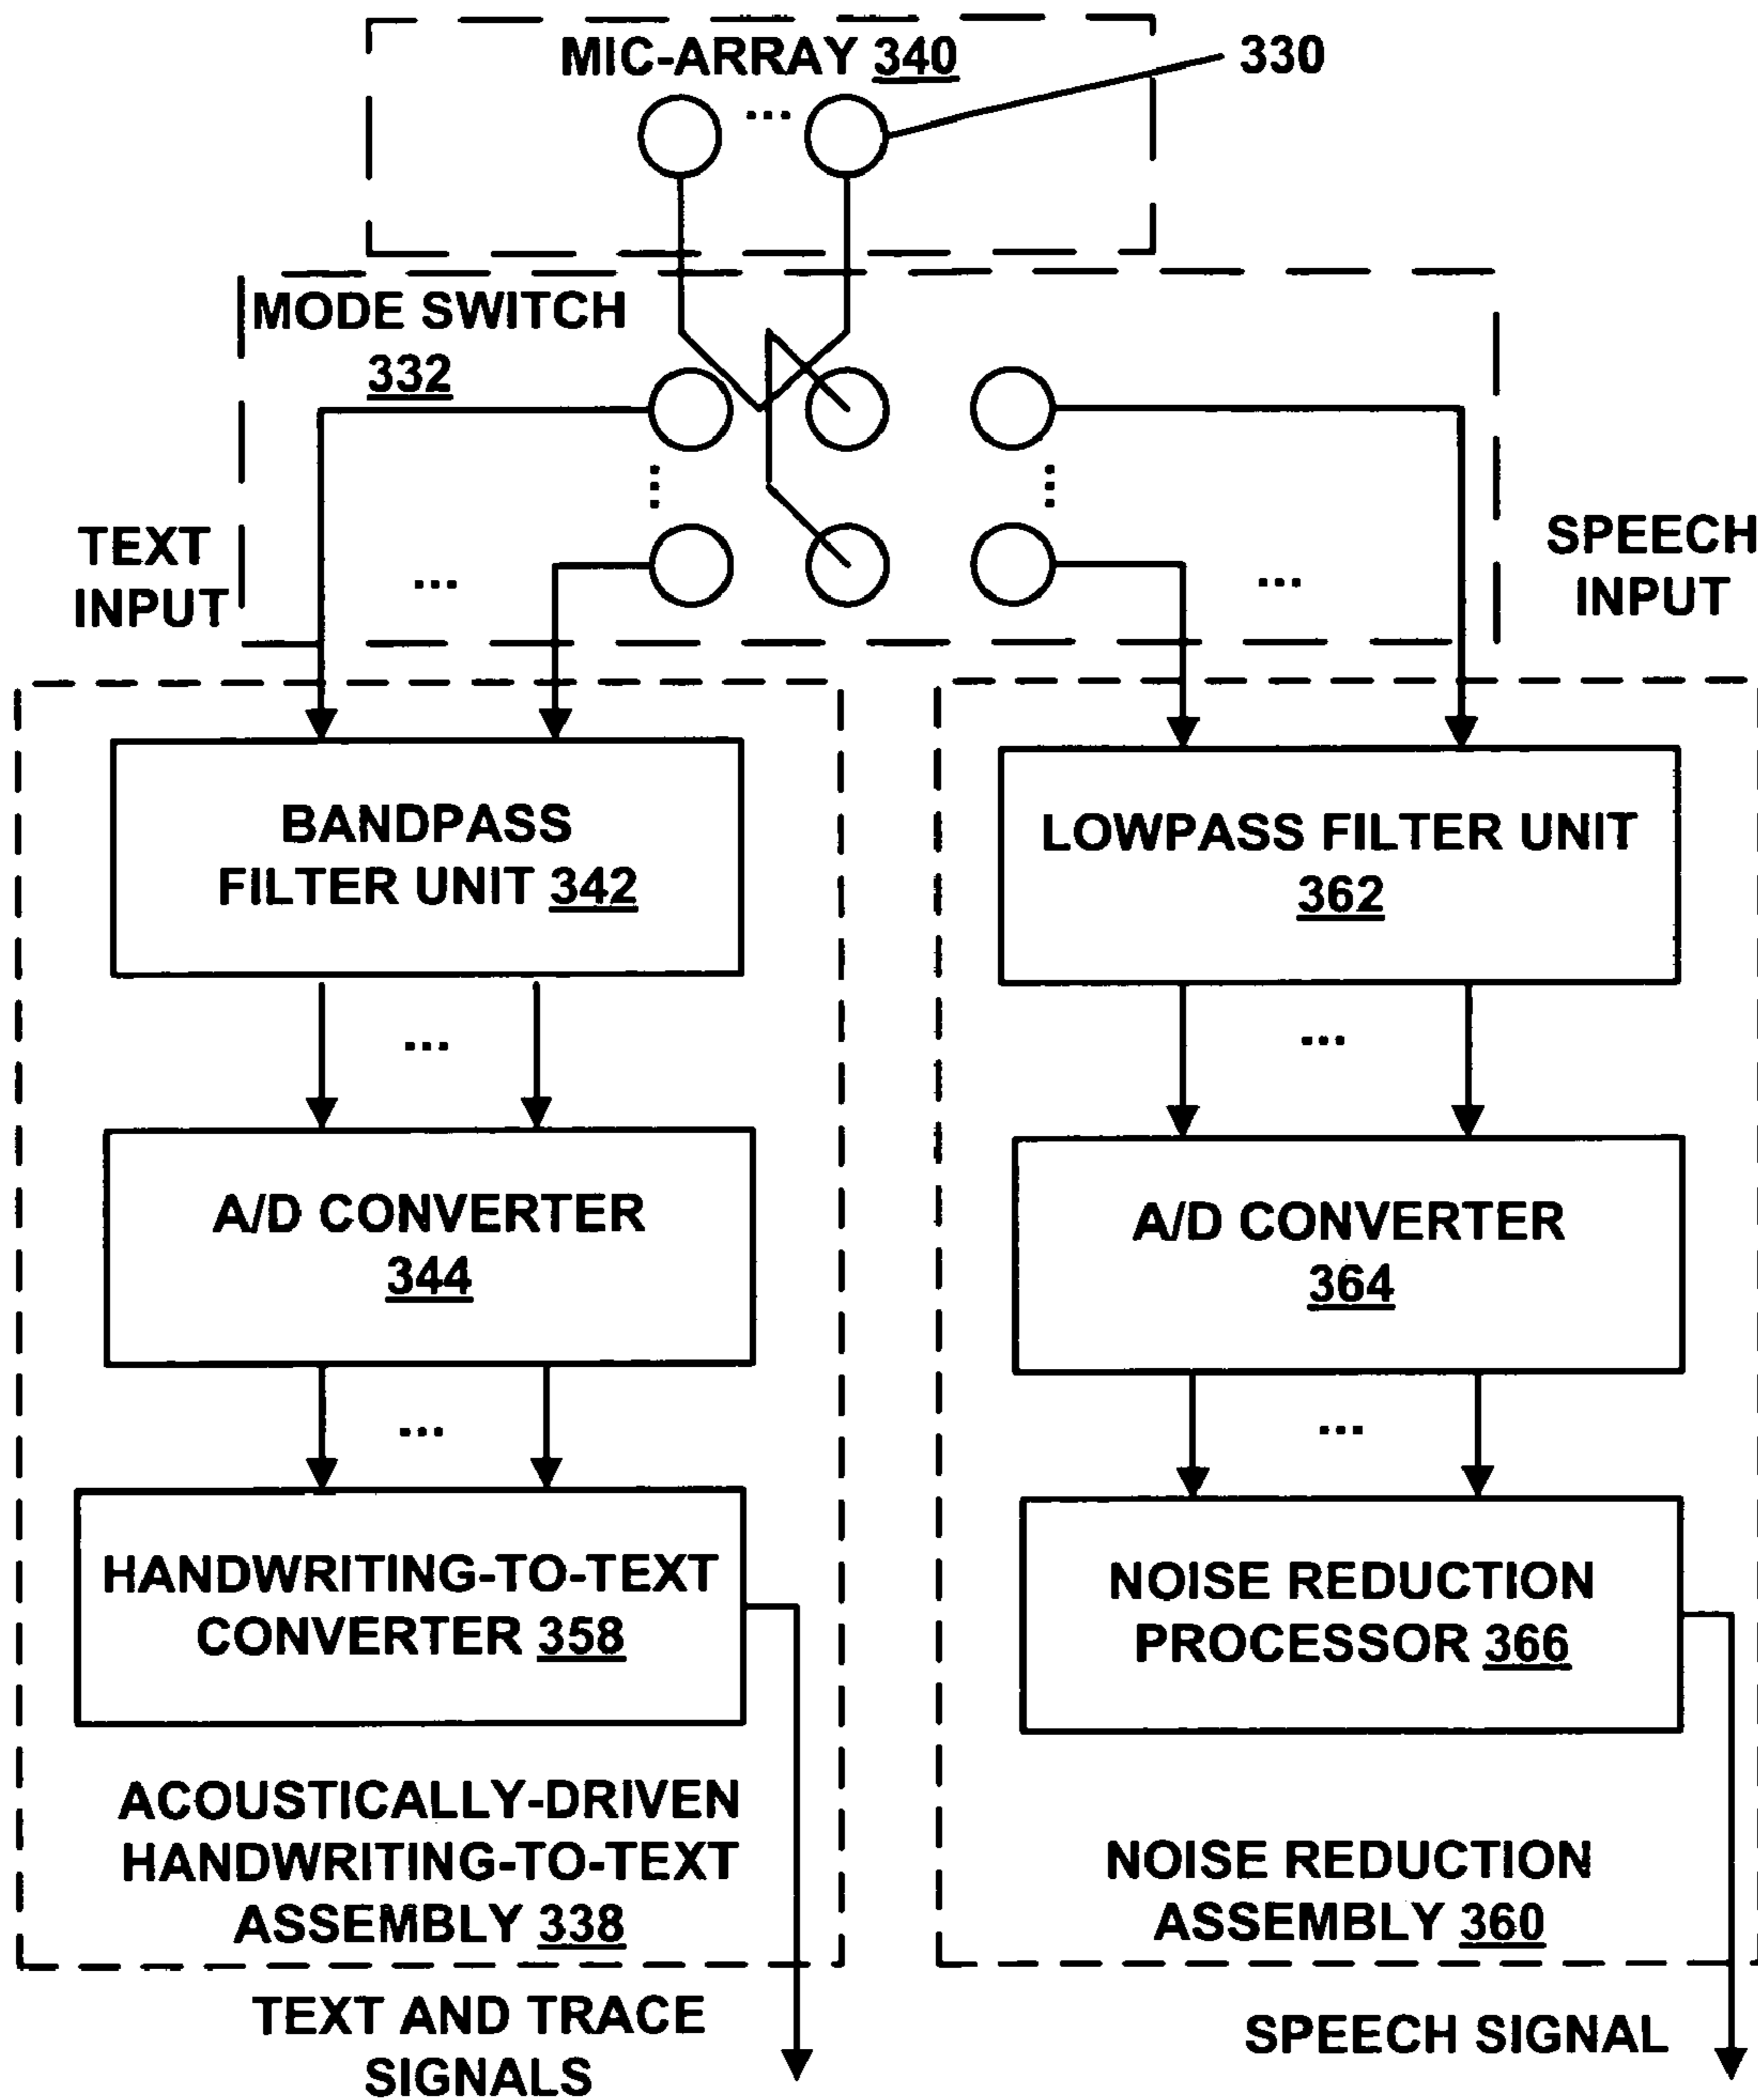 MIC-ARRAY 340
330
...
MODE SWITCH
332
TEXT
INPUT
...
...
...
...
SPEECH
INPUT
BANDPASS
FILTER UNIT 342
...
A/D CONVERTER
344
...
HANDWRITING-TO-TEXT
CONVERTER 358
ACOUSTICALLY-DRIVEN
HANDWRITING-TO-TEXT
ASSEMBLY 338
TEXT AND TRACE
SIGNALS
LOWPASS FILTER UNIT
362
...
A/D CONVERTER
364
...
NOISE REDUCTION
PROCESSOR 366
NOISE REDUCTION
ASSEMBLY 360
SPEECH SIGNAL